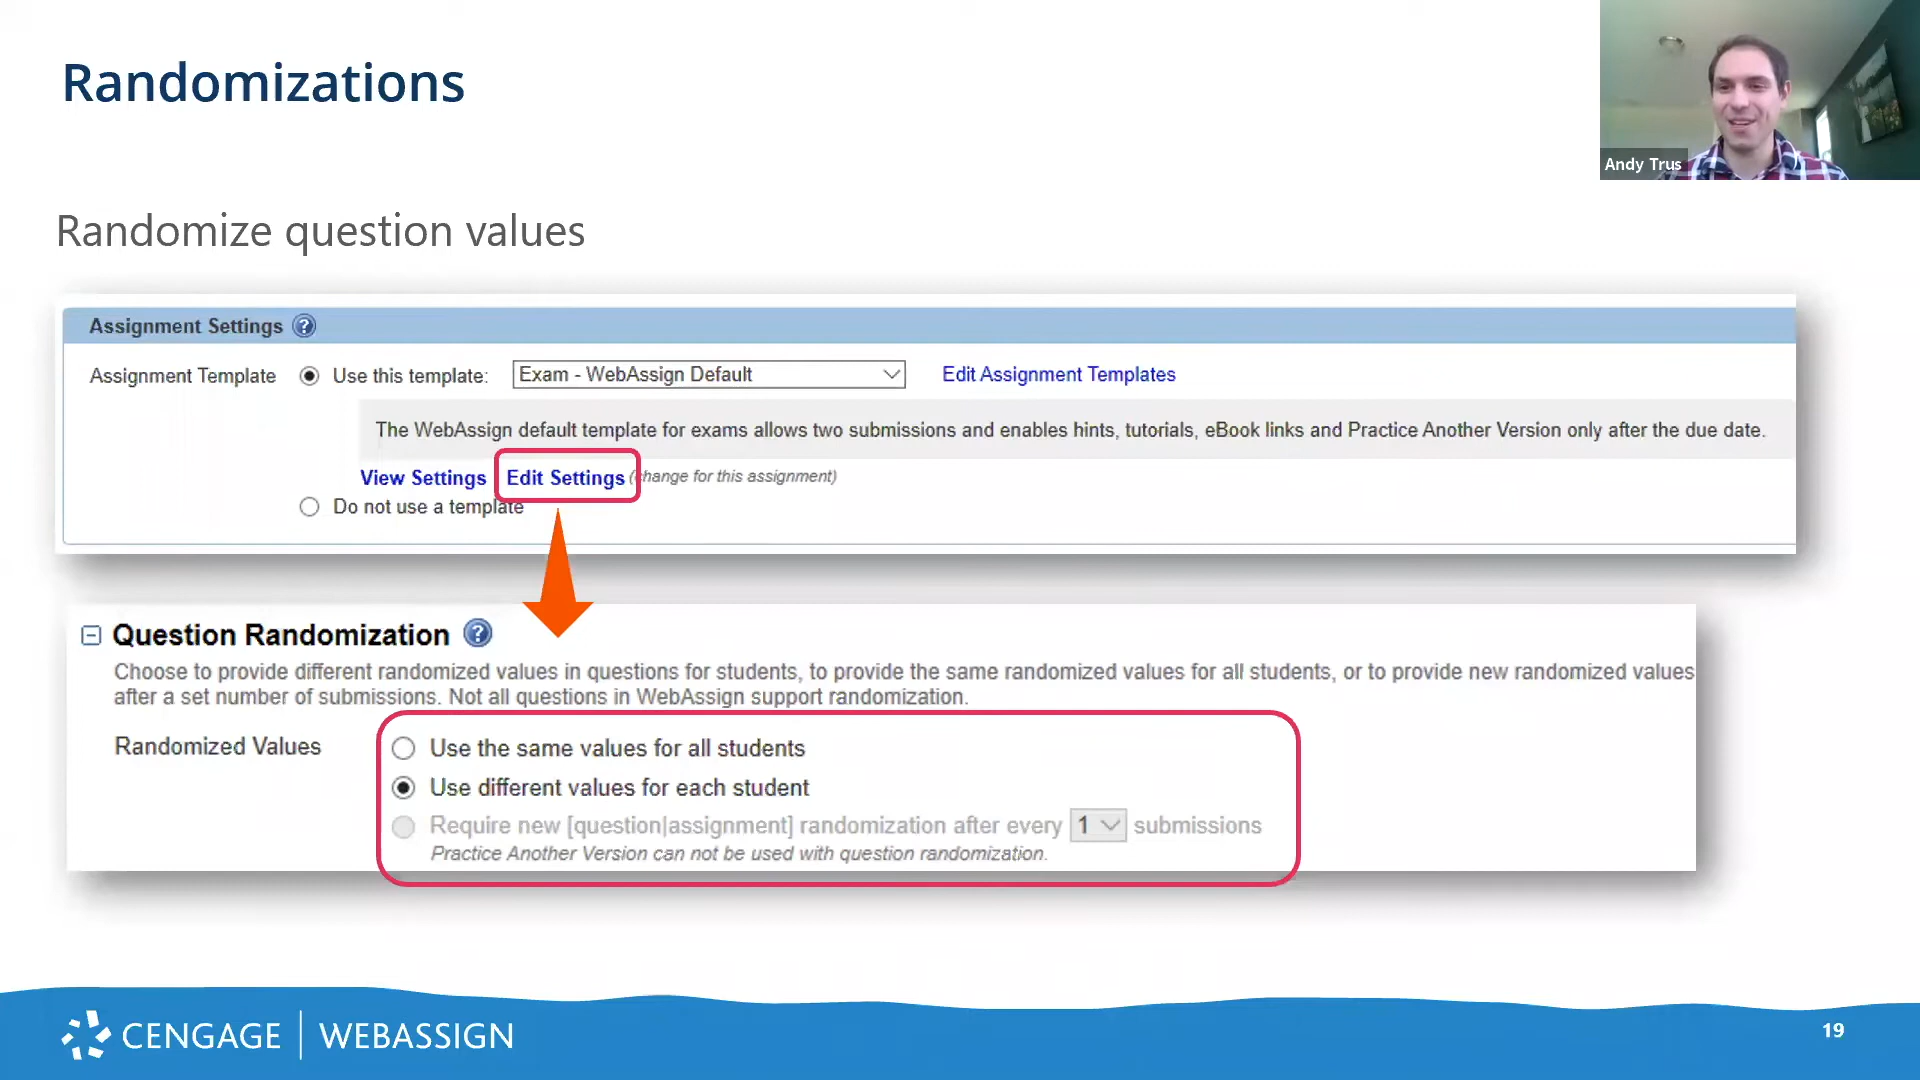 Randomizations
Andy Trus
Randomize question values
Assignment Settings ?
Assignment Template Use this template: Exam - WebAssign Default Edit Assignment Templates
The WebAssign default template for exams allows two submissions and enables hints, tutorials, eBook links and Practice Another Version only after the due date.
View Settings Edit Settings (change for this assignment)
Do not use a template
Question Randomization ?
Choose to provide different randomized values in questions for students, to provide the same randomized values for all students, or to provide new randomized values
after a set number of submissions. Not all questions in WebAssign support randomization.
Randomized Values Use the same values for all students
Use different values for each student
Require new [question|assignment] randomization after every 1 submissions
Practice Another Version can not be used with question randomization.
CENGAGE | WEBASSIGN
19